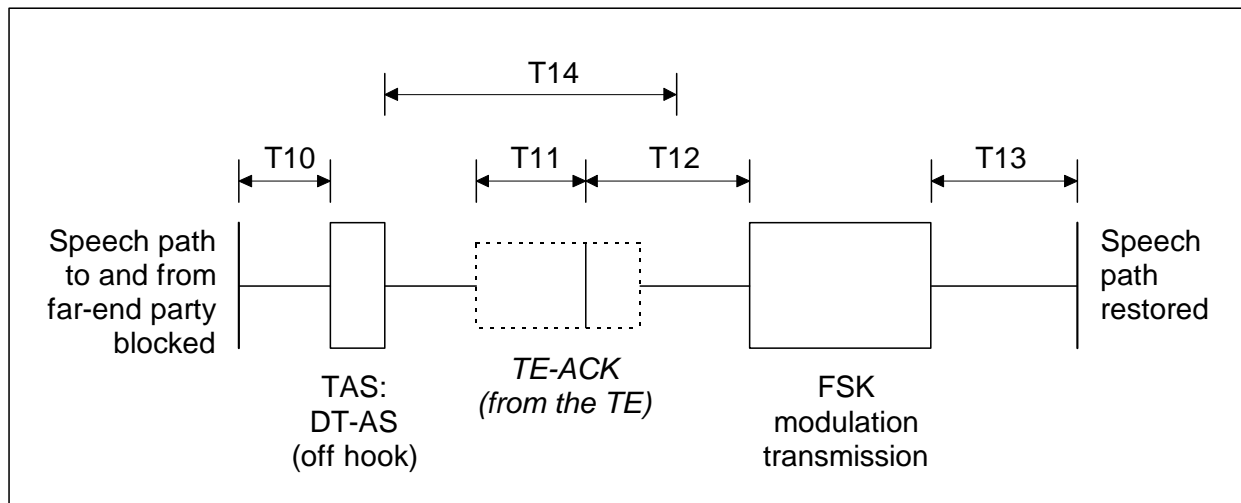 T14
T10
T11
T12
T13
Speech path
to and from
far-end party
blocked
Speech
path
restored
TAS:
DT-AS
(off hook)
TE-ACK
(from the TE)
FSK
modulation
transmission